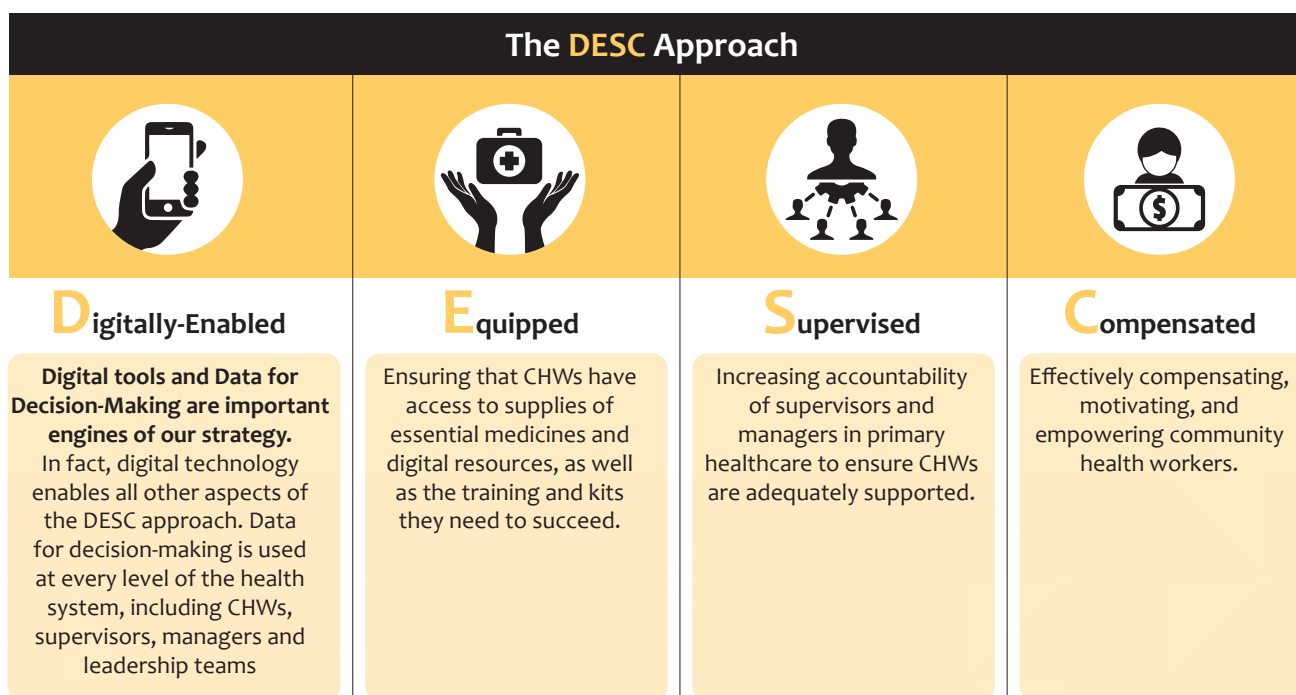 The DESC Approach
Digitally-Enabled
Digital tools and Data for
Decision-Making are important
engines of our strategy.
In fact, digital technology
enables all other aspects of
the DESC approach. Data
for decision-making is used
at every level of the health
system, including CHWs,
supervisors, managers and
leadership teams
Equipped
Ensuring that CHWs have
access to supplies of
essential medicines and
digital resources, as well
as the training and kits
they need to succeed.
Supervised
Increasing accountability
of supervisors and
managers in primary
healthcare to ensure CHWs
are adequately supported.
Compensated
Effectively compensating,
motivating, and
empowering community
health workers.
$